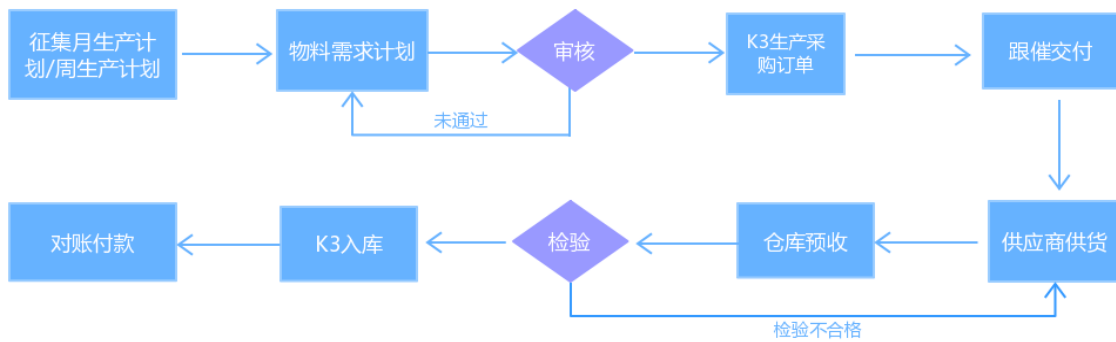 征集月生产计
划/周生产计划
物料需求计划
审核
K3生产采
购订单
跟催交付
未通过
对账付款
K3入库
检验
仓库预收
供应商供货
检验不合格